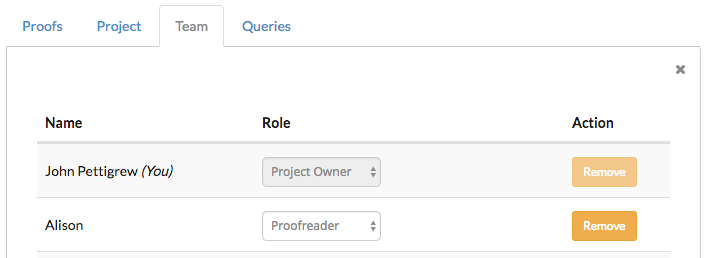 Proofs Project Team Queries
×
Name Role Action
John Pettigrew (You) Project Owner Remove
Alison Proofreader Remove